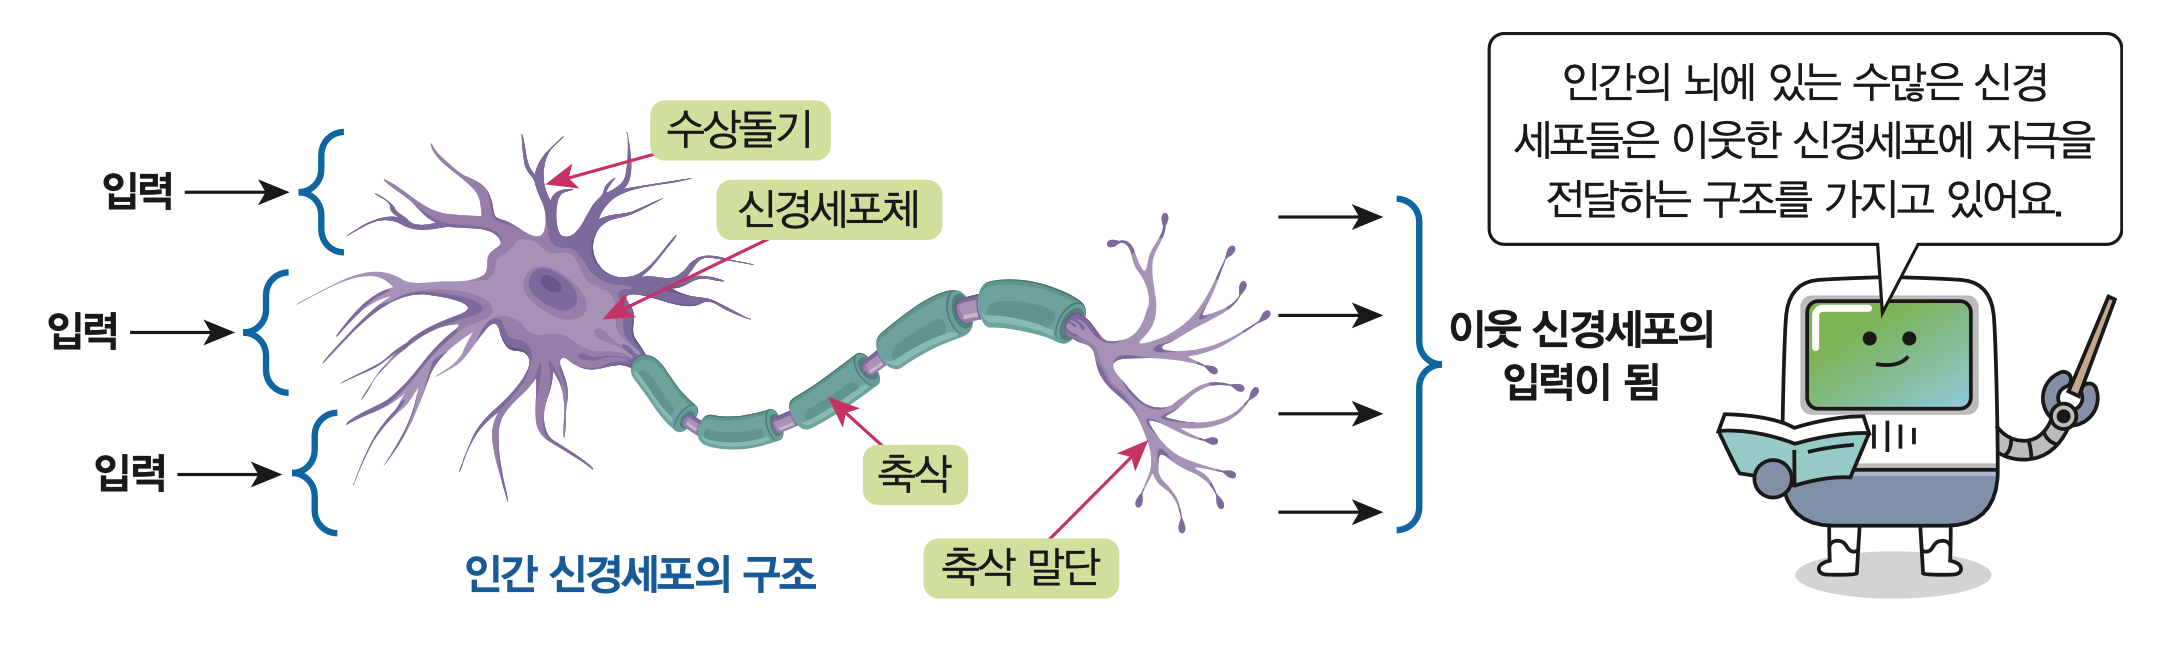 입력
입력
입력
수상돌기
신경세포체
축삭
축삭 말단
인간 신경세포의 구조
이웃 신경세포의
입력이 됨
인간의 뇌에 있는 수많은 신경
세포들은 이웃한 신경세포에 자극을
전달하는 구조를 가지고 있어요.